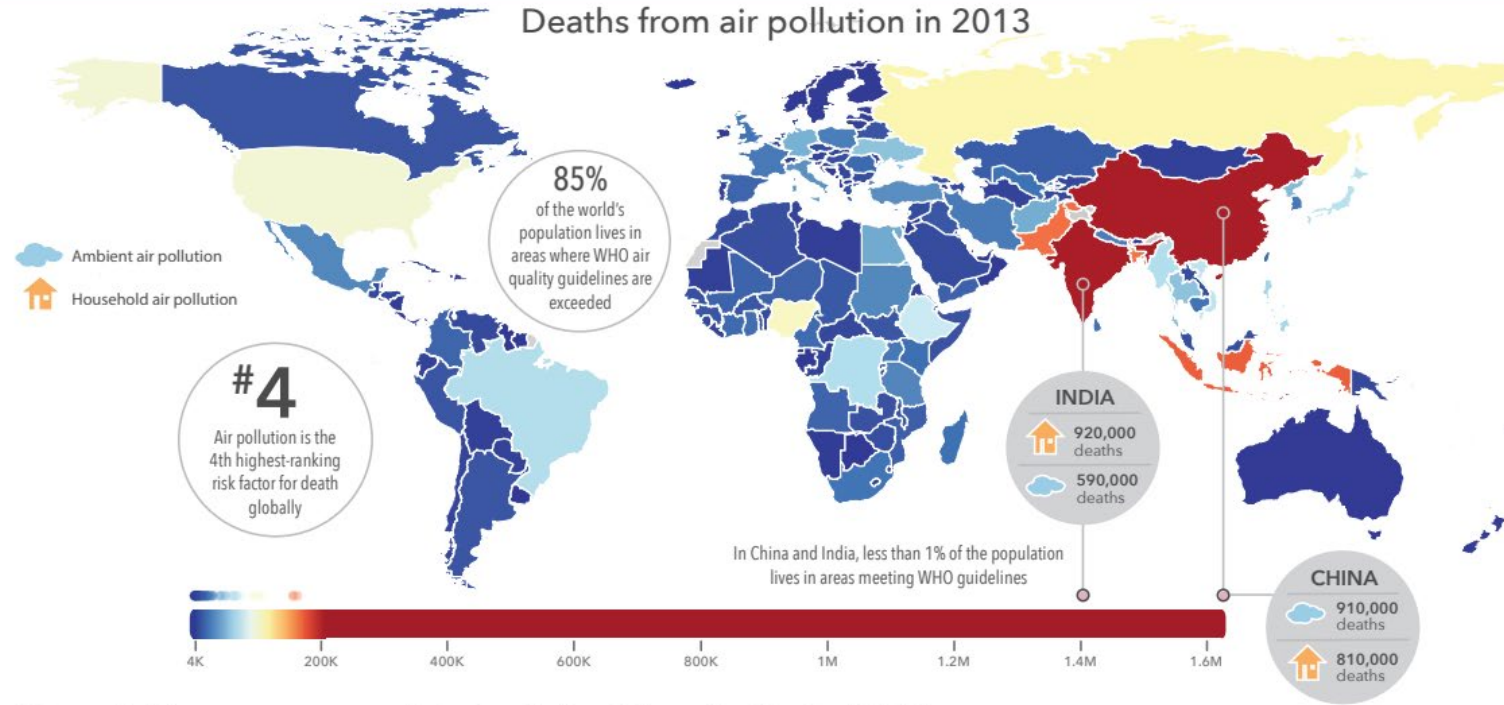 Deaths from air pollution in 2013
85%
of the world's
population lives in
areas where WHO air
quality guidelines are
exceeded
Ambient air pollution
Household air pollution
#4
Air pollution is the
4th highest-ranking
risk factor for death
globally
INDIA
920,000
deaths
590,000
deaths
In China and India, less than 1% of the population
lives in areas meeting WHO guidelines
CHINA
910,000
deaths
810,000
deaths
4K 200K 400K 600K 800K 1M 1.2M 1.4M 1.6M